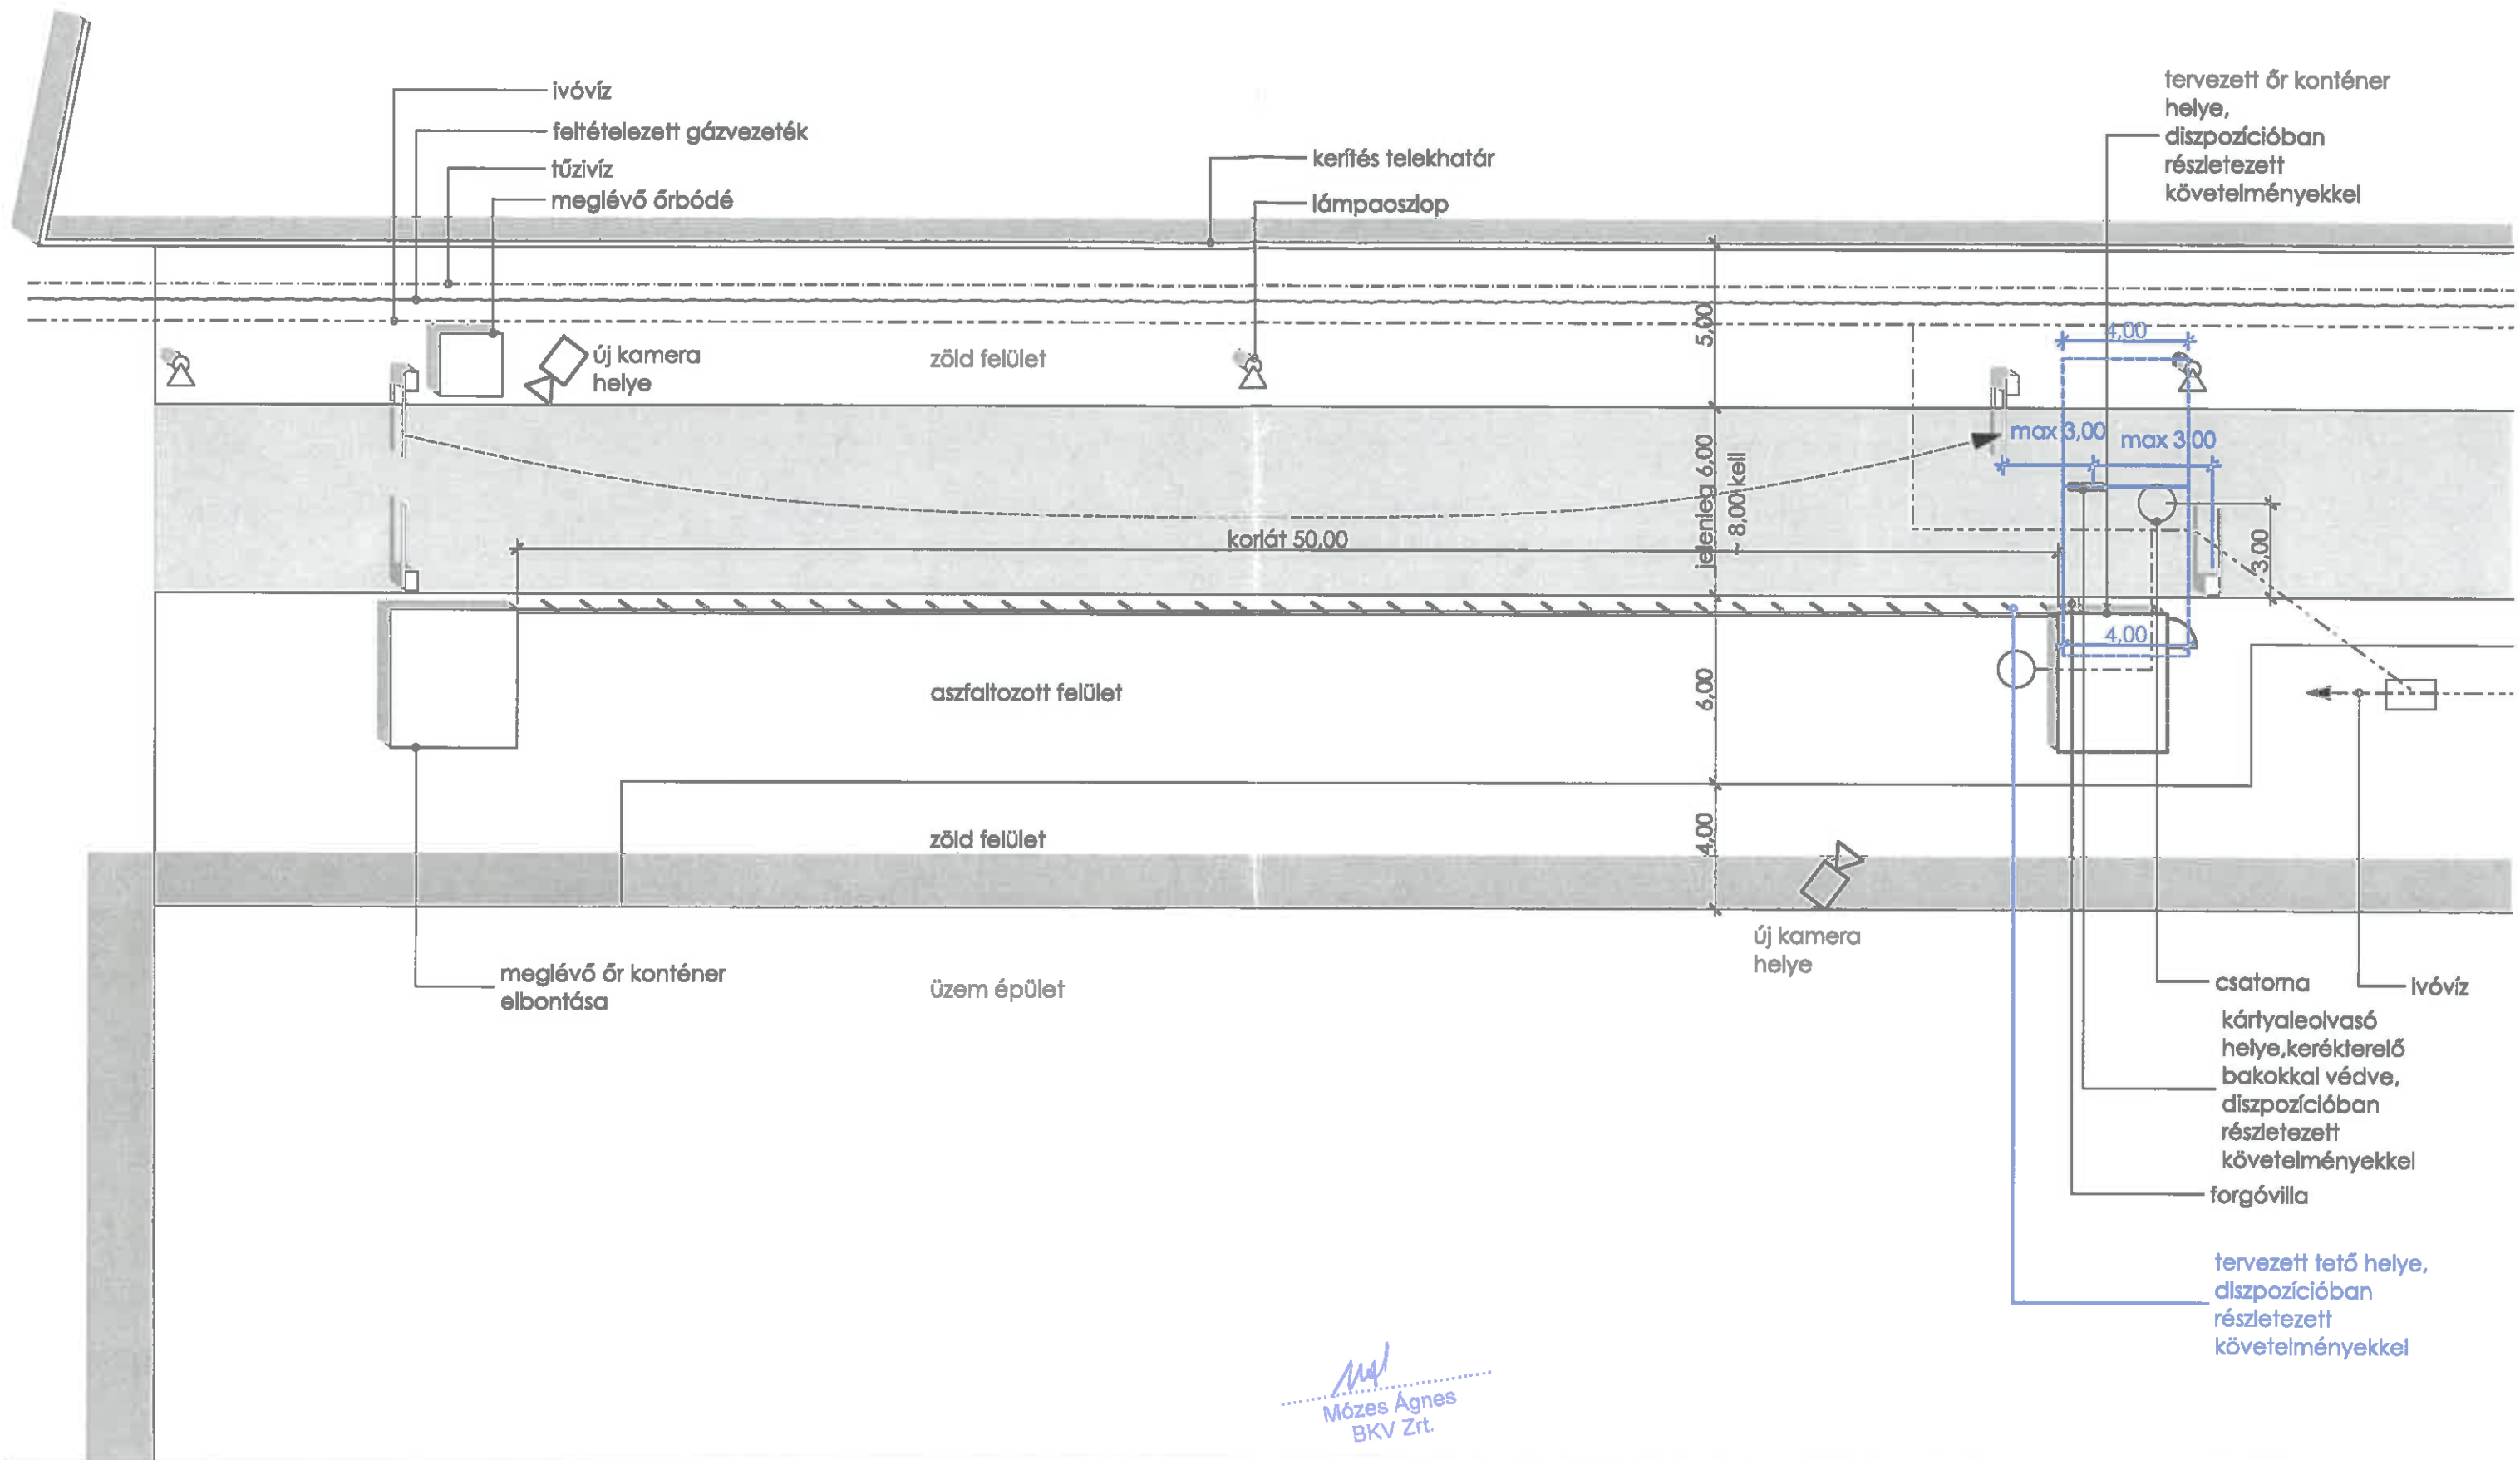 ivóvíz
feltételezett gázvezeték
tűzivíz
meglévő őrbódé
kerítés telekhatár
lámpaoszlop
tervezett őr konténer
helye,
diszpozícióban
részletezett
követelményekkel
új kamera
helye
zöld felület
5,00
4,00
max 3,00
max 3,00
jelenleg 6,00
~ 8,00 kell
korlát 50,00
3,00
4,00
aszfaltozott felület
6,00
zöld felület
4,00
új kamera
helye
meglévő őr konténer
elbontása
üzem épület
csatorna
ivóvíz
kártyaleolvasó
helye,kerékterelő
bakokkal védve,
diszpozícióban
részletezett
követelményekkel
forgóvilla
tervezett tető helye,
diszpozícióban
részletezett
követelményekkel
Mózes Ágnes
BKV Zrt.